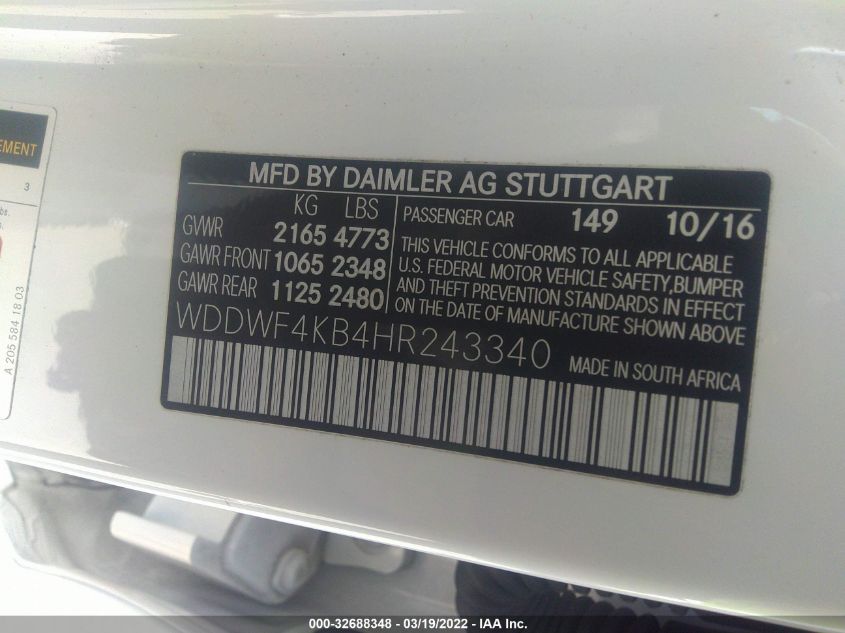 EMENT
3
bs.
A 205 584 18 03
MFD BY DAIMLER AG STUTTGART
KG LBS
GVWR 2165 4773
GAWR FRONT 1065 2348
GAWR REAR 1125 2480
PASSENGER CAR 149 10/16
THIS VEHICLE CONFORMS TO ALL APPLICABLE
U.S. FEDERAL MOTOR VEHICLE SAFETY,BUMPER
AND THEFT PREVENTION STANDARDS IN EFFECT
ON THE DATE OF MANUFACTURE SHOWN ABOVE
WDDWF4KB4HR243340
MADE IN SOUTH AFRICA
000-32688348 - 03/19/2022 - IAA Inc.